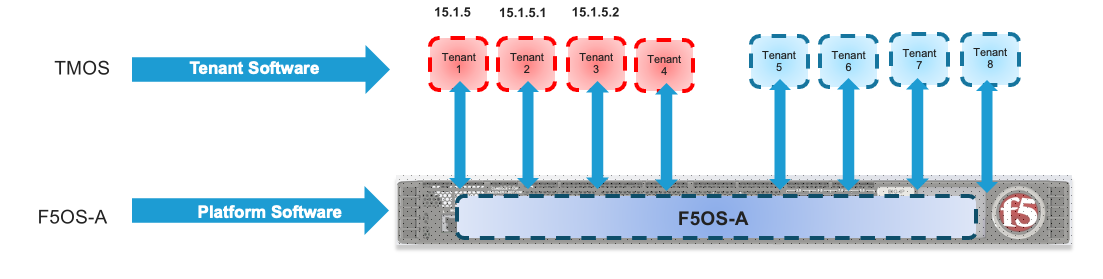 15.1.5
15.1.5.1
15.1.5.2
TMOS
Tenant Software
Tenant
1
Tenant
2
Tenant
3
Tenant
4
Tenant
5
Tenant
6
Tenant
7
Tenant
8
F5OS-A
Platform Software
F5OS-A
f5